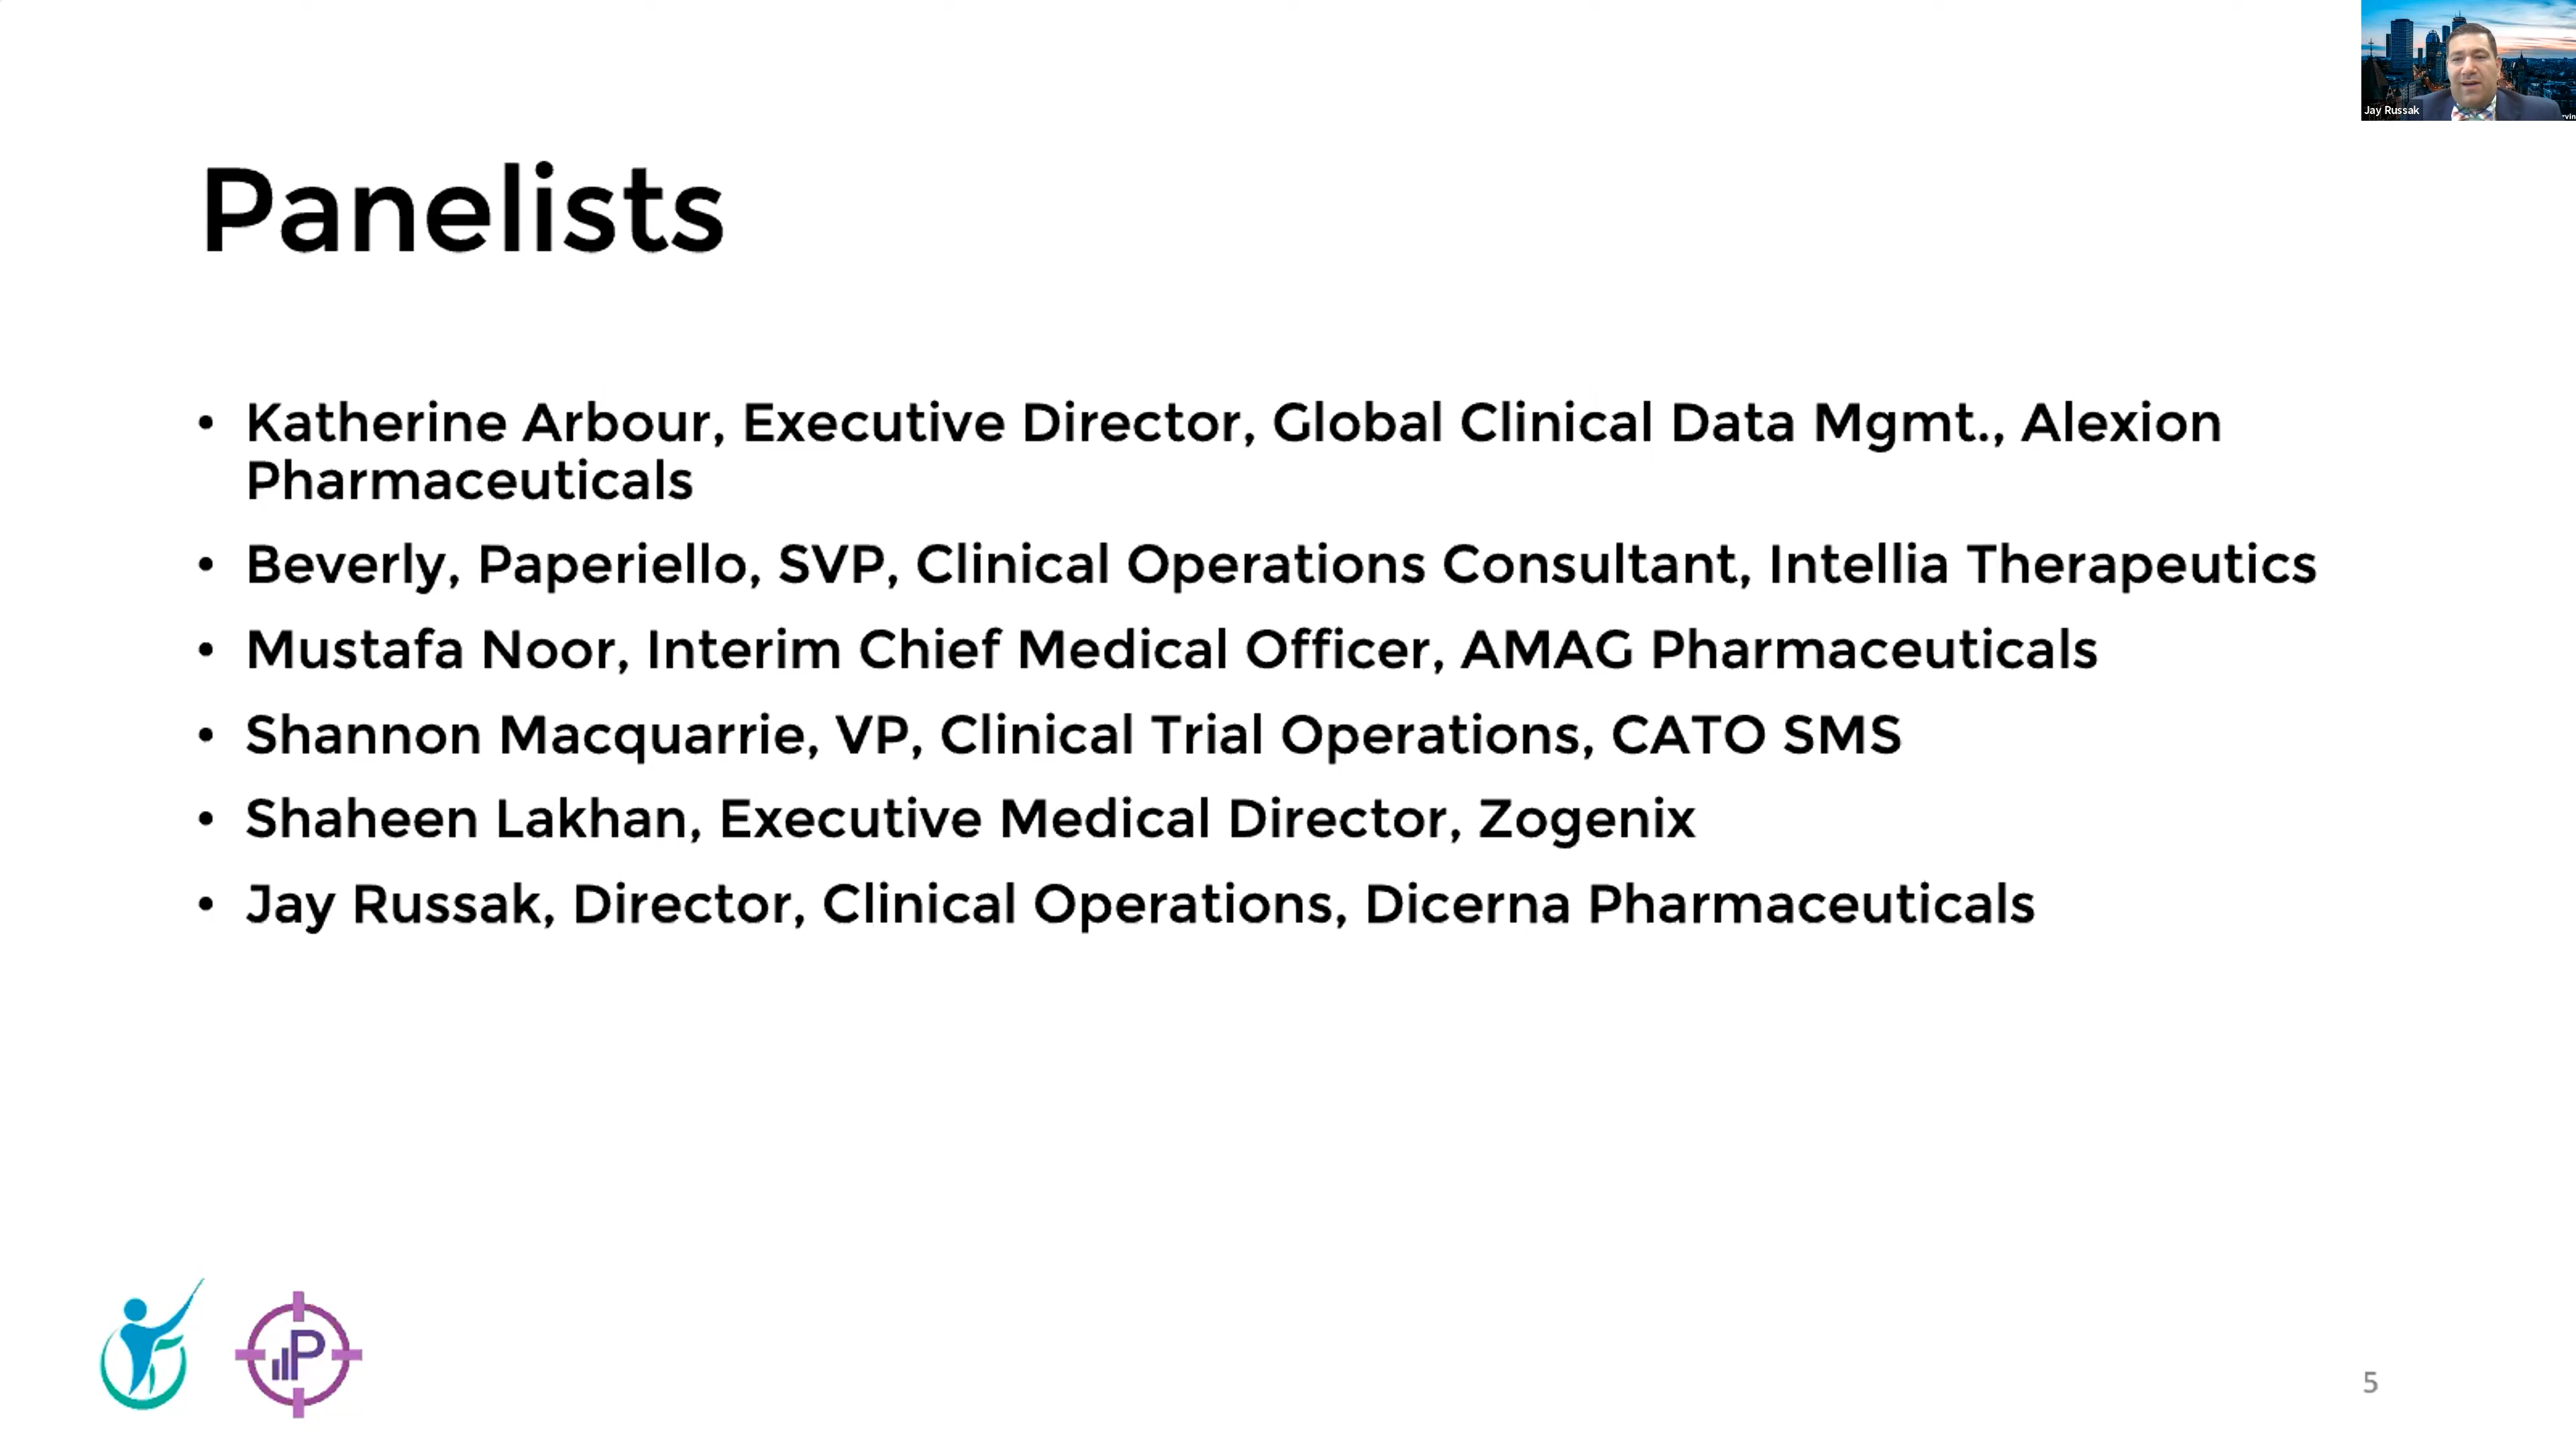 Jay Russak
Panelists
• Katherine Arbour, Executive Director, Global Clinical Data Mgmt., Alexion
Pharmaceuticals
• Beverly, Paperiello, SVP, Clinical Operations Consultant, Intellia Therapeutics
• Mustafa Noor, Interim Chief Medical Officer, AMAG Pharmaceuticals
• Shannon Macquarrie, VP, Clinical Trial Operations, CATO SMS
• Shaheen Lakhan, Executive Medical Director, Zogenix
• Jay Russak, Director, Clinical Operations, Dicerna Pharmaceuticals
P
5